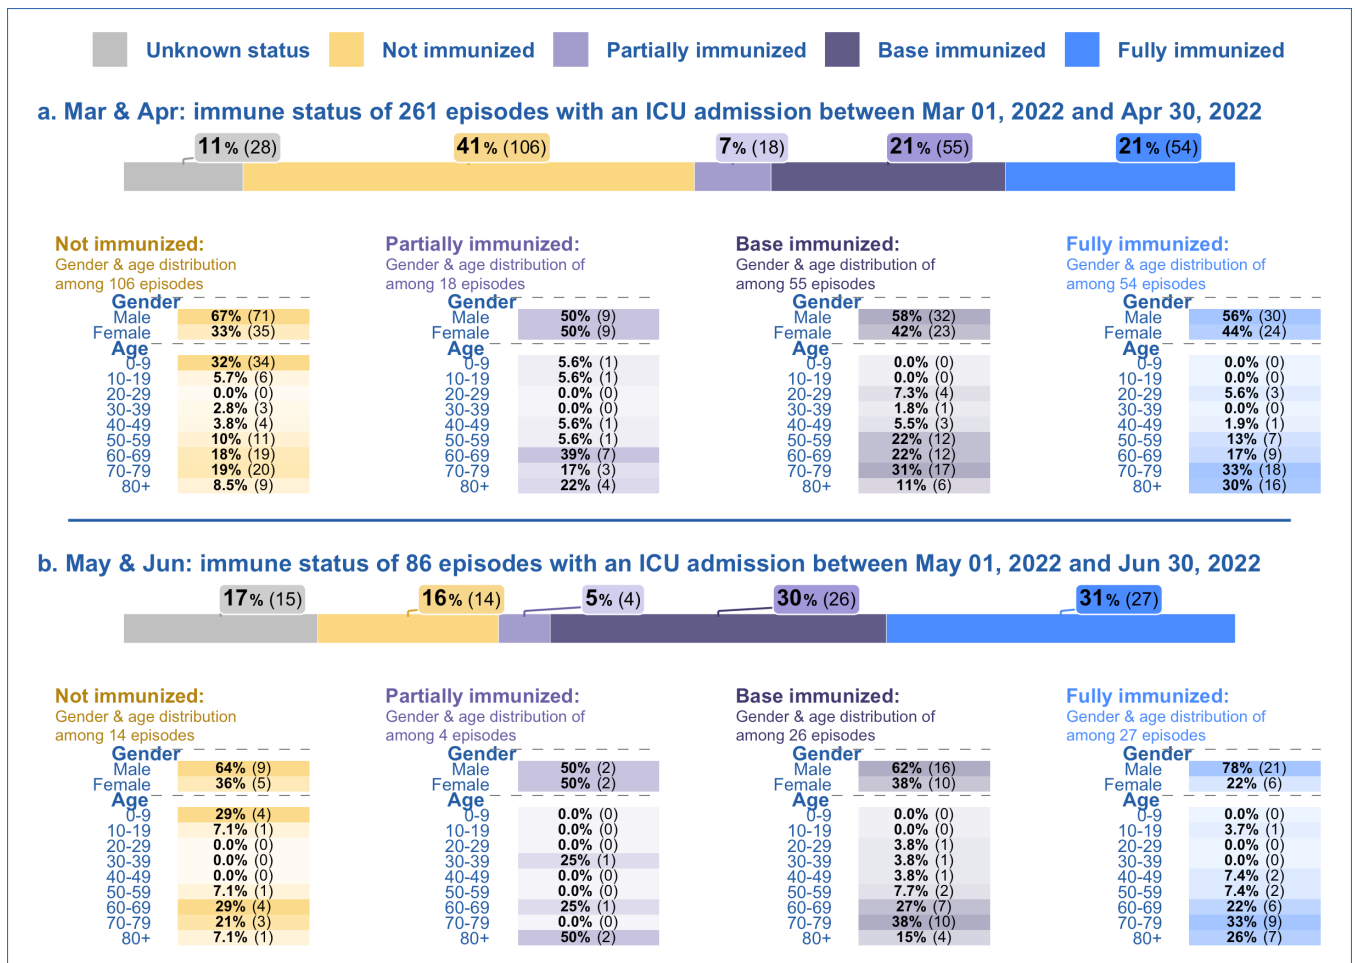 Unknown status Not immunized Partially immunized Base immunized Fully immunized
a. Mar & Apr: immune status of 261 episodes with an ICU admission between Mar 01, 2022 and Apr 30, 2022
11% (28) 41% (106) 7% (18) 21% (55) 21% (54)
Not immunized:
Gender & age distribution
among 106 episodes
Gender
Male 67% (71)
Female 33% (35)
Age
0-9 32% (34)
10-19 5.7% (6)
20-29 0.0% (0)
30-39 2.8% (3)
40-49 3.8% (4)
50-59 10% (11)
60-69 18% (19)
70-79 19% (20)
80+ 8.5% (9)
Partially immunized:
Gender & age distribution of
among 18 episodes
Gender
Male 50% (9)
Female 50% (9)
Age
0-9 5.6% (1)
10-19 5.6% (1)
20-29 0.0% (0)
30-39 0.0% (0)
40-49 5.6% (1)
50-59 5.6% (1)
60-69 39% (7)
70-79 17% (3)
80+ 22% (4)
Base immunized:
Gender & age distribution of
among 55 episodes
Gender
Male 58% (32)
Female 42% (23)
Age
0-9 0.0% (0)
10-19 0.0% (0)
20-29 7.3% (4)
30-39 1.8% (1)
40-49 5.5% (3)
50-59 22% (12)
60-69 22% (12)
70-79 31% (17)
80+ 11% (6)
Fully immunized:
Gender & age distribution of
among 54 episodes
Gender
Male 56% (30)
Female 44% (24)
Age
0-9 0.0% (0)
10-19 0.0% (0)
20-29 5.6% (3)
30-39 0.0% (0)
40-49 1.9% (1)
50-59 13% (7)
60-69 17% (9)
70-79 33% (18)
80+ 30% (16)
b. May & Jun: immune status of 86 episodes with an ICU admission between May 01, 2022 and Jun 30, 2022
17% (15) 16% (14) 5% (4) 30% (26) 31% (27)
Not immunized:
Gender & age distribution
among 14 episodes
Gender
Male 64% (9)
Female 36% (5)
Age
0-9 29% (4)
10-19 7.1% (1)
20-29 0.0% (0)
30-39 0.0% (0)
40-49 0.0% (0)
50-59 7.1% (1)
60-69 29% (4)
70-79 21% (3)
80+ 7.1% (1)
Partially immunized:
Gender & age distribution of
among 4 episodes
Gender
Male 50% (2)
Female 50% (2)
Age
0-9 0.0% (0)
10-19 0.0% (0)
20-29 0.0% (0)
30-39 25% (1)
40-49 0.0% (0)
50-59 0.0% (0)
60-69 25% (1)
70-79 0.0% (0)
80+ 50% (2)
Base immunized:
Gender & age distribution of
among 26 episodes
Gender
Male 62% (16)
Female 38% (10)
Age
0-9 0.0% (0)
10-19 0.0% (0)
20-29 3.8% (1)
30-39 3.8% (1)
40-49 3.8% (1)
50-59 7.7% (2)
60-69 27% (7)
70-79 38% (10)
80+ 15% (4)
Fully immunized:
Gender & age distribution of
among 27 episodes
Gender
Male 78% (21)
Female 22% (6)
Age
0-9 0.0% (0)
10-19 3.7% (1)
20-29 0.0% (0)
30-39 0.0% (0)
40-49 7.4% (2)
50-59 7.4% (2)
60-69 22% (6)
70-79 33% (9)
80+ 26% (7)